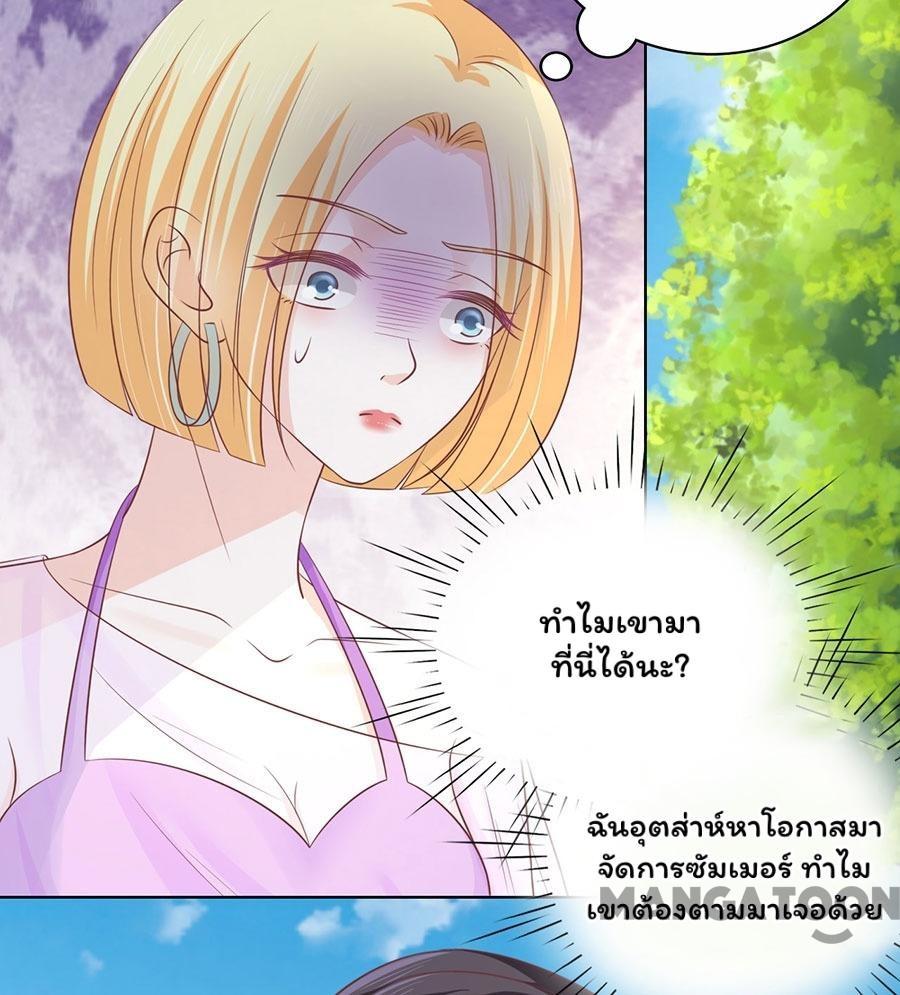 ทำไมเขามา
ที่นี่ได้นะ?
ฉันอุตส่าห์หาโอกาสมา
จัดการซัมเมอร์ ทำไม
เขาต้องตามมาเจอด้วย
MANGATOON